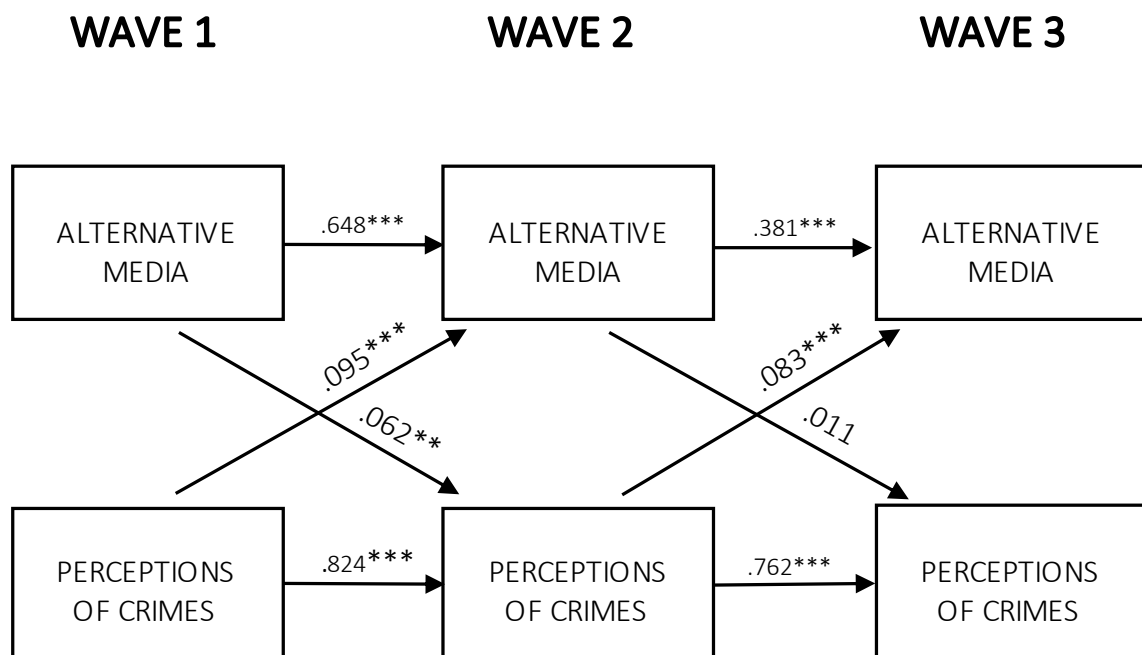 WAVE 1
WAVE 2
WAVE 3
ALTERNATIVE
MEDIA
.648***
ALTERNATIVE
MEDIA
.381***
ALTERNATIVE
MEDIA
.095***
.062**
.083***
.011
PERCEPTIONS
OF CRIMES
.824***
PERCEPTIONS
OF CRIMES
.762***
PERCEPTIONS
OF CRIMES